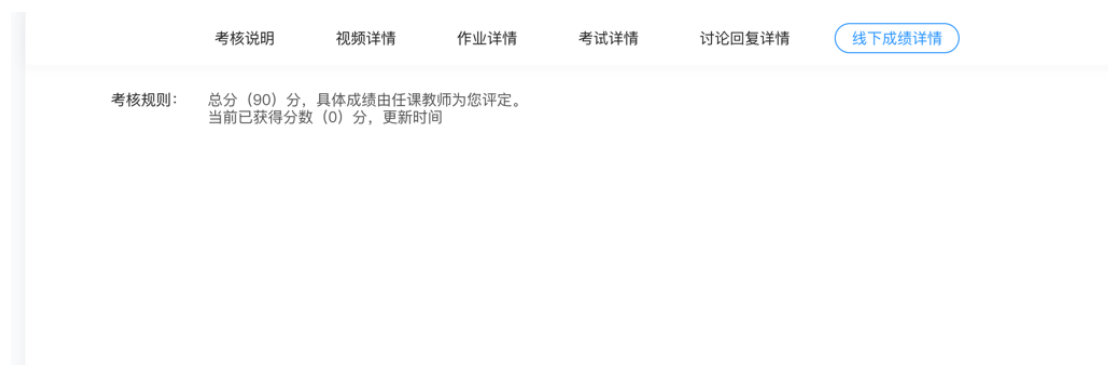 考核说明 视频详情 作业详情 考试详情 讨论回复详情 线下成绩详情
考核规则： 总分（90）分，具体成绩由任课教师为您评定。
当前已获得分数（0）分，更新时间